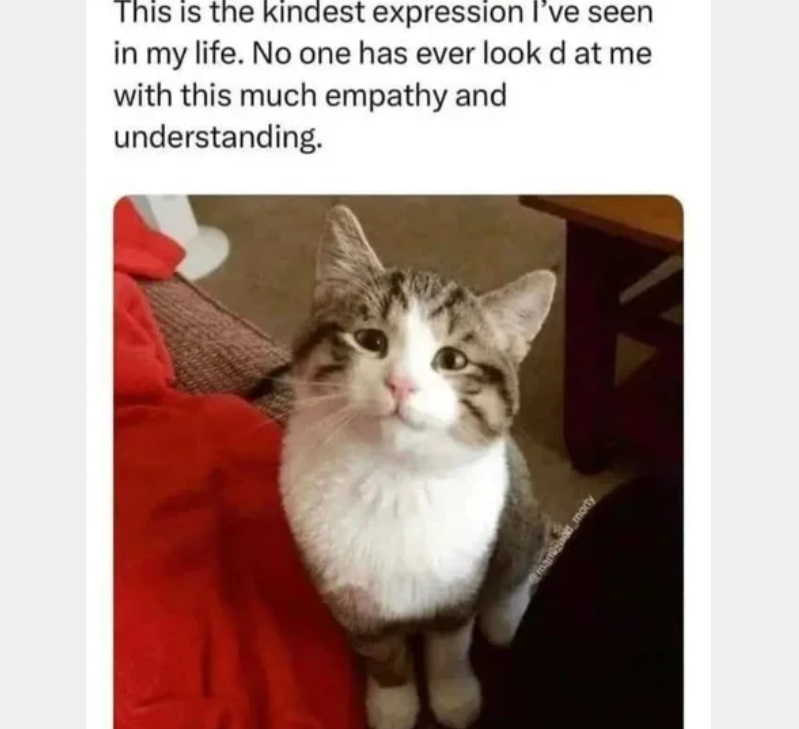 This is the kindest expression I've seen
in my life. No one has ever look d at me
with this much empathy and
understanding.